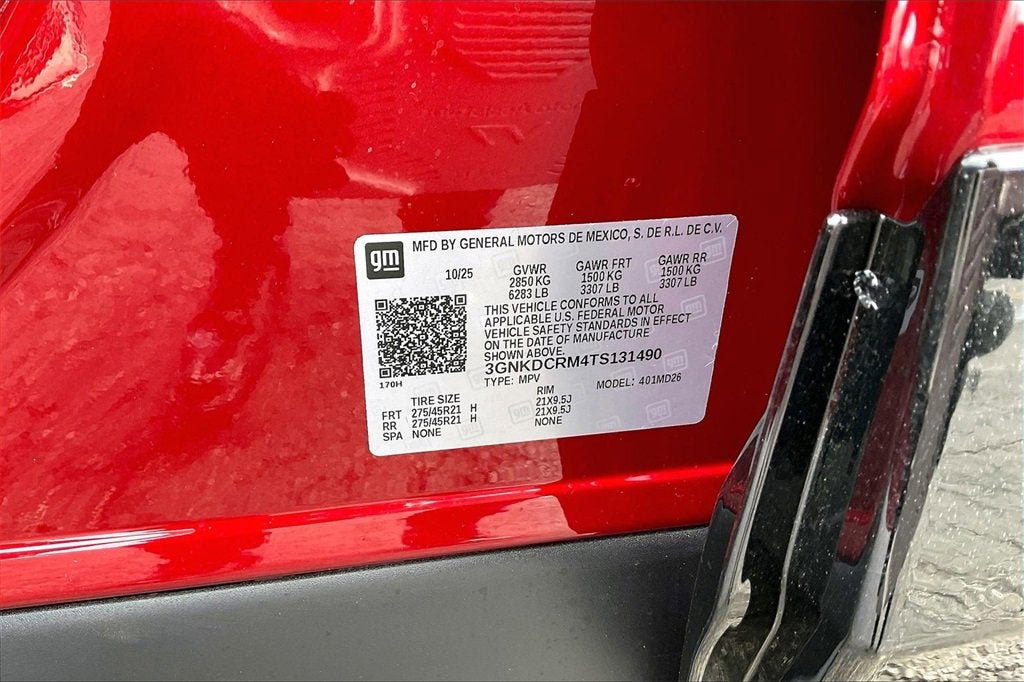 gm MFD BY GENERAL MOTORS DE MEXICO, S. DE R.L. DE C.V.
10/25 GVWR GAWR FRT GAWR RR
2850 KG 1500 KG 1500 KG
6283 LB 3307 LB 3307 LB
THIS VEHICLE CONFORMS TO ALL
APPLICABLE U.S. FEDERAL MOTOR
VEHICLE SAFETY STANDARDS IN EFFECT
ON THE DATE OF MANUFACTURE
SHOWN ABOVE.
3GNKDCRM4TS131490
170H TYPE: MPV MODEL: 401MD26
TIRE SIZE RIM
FRT 275/45R21 H 21X9.5J
RR 275/45R21 H 21X9.5J
SPA NONE NONE